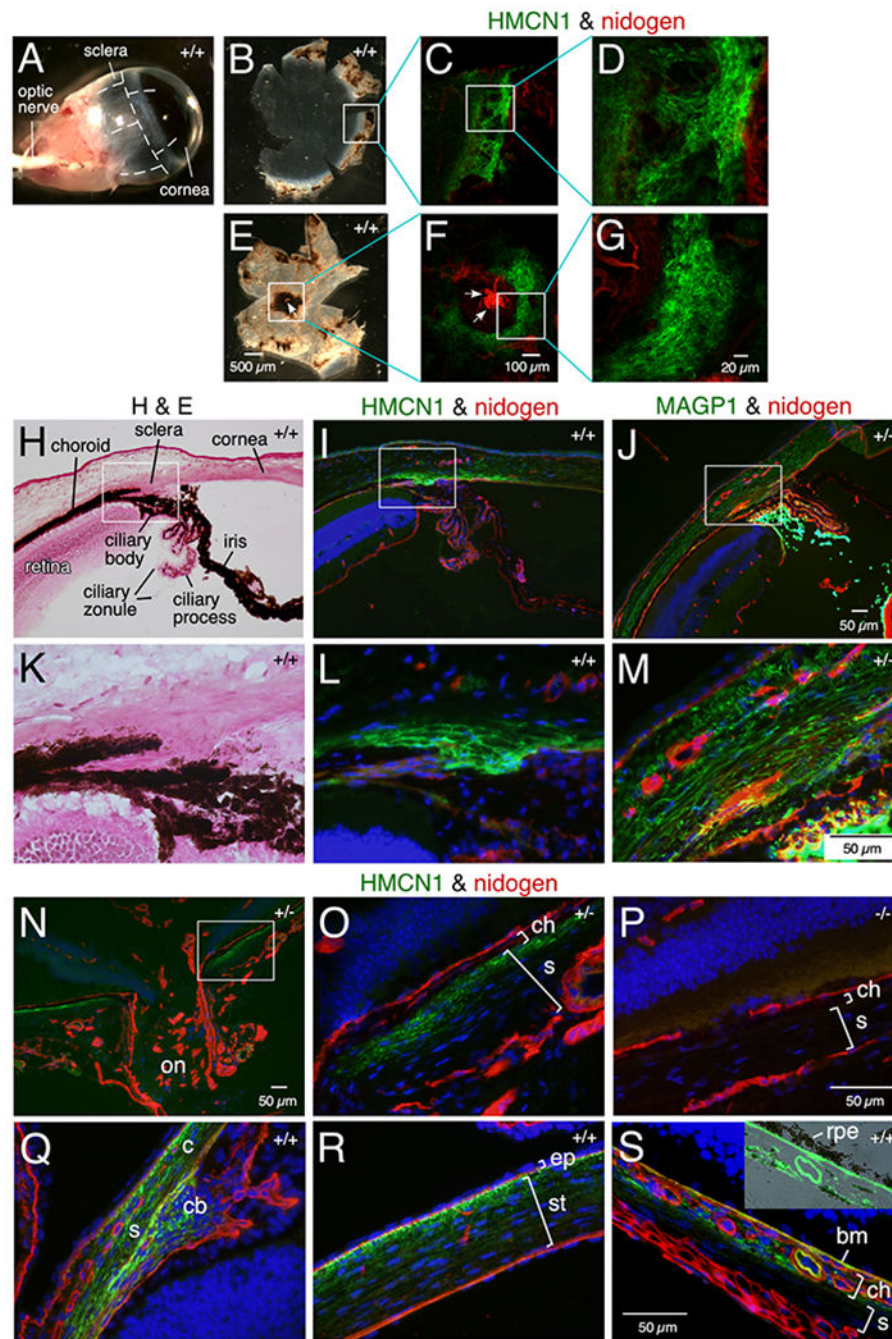 HMCN1 & nidogen
A
+/+
sclera
optic
nerve
cornea
B
+/+
C
D
E
+/+
500 µm
F
100 µm
G
20 µm
H & E
HMCN1 & nidogen
MAGP1 & nidogen
H
+/+
choroid
sclera
cornea
retina
ciliary
body
iris
ciliary
zonule
ciliary
process
I
+/+
J
+/-
50 µm
K
+/+
L
+/+
M
+/-
50 µm
HMCN1 & nidogen
N
+/-
on
50 µm
O
+/-
ch
s
P
-/-
ch
s
50 µm
Q
+/+
c
cb
s
R
+/+
ep
st
S
+/+
rpe
bm
ch
s
50 µm